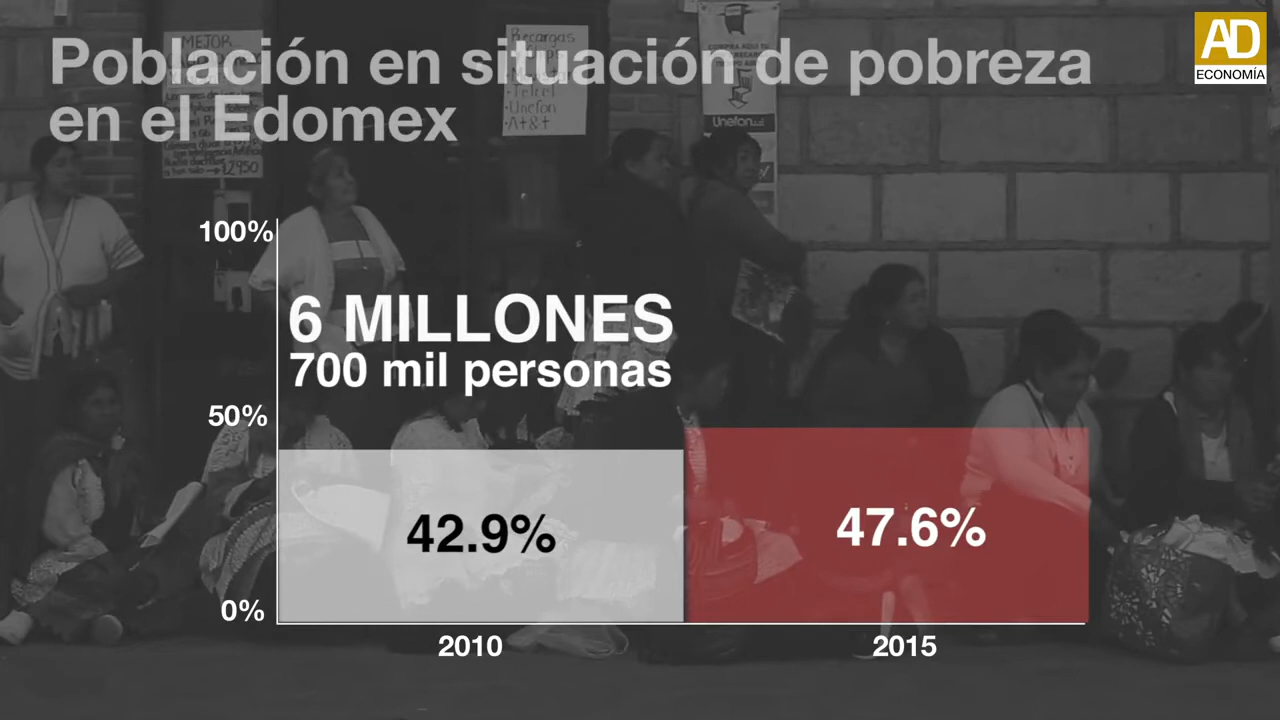 Población en situación de pobreza
en el Edomex
AD
ECONOMÍA
MEJOR
Recargas
-Telcel
-Unefon
-A+&+
Unefon
100%
6 MILLONES
700 mil personas
50%
42.9%
47.6%
0%
2010
2015